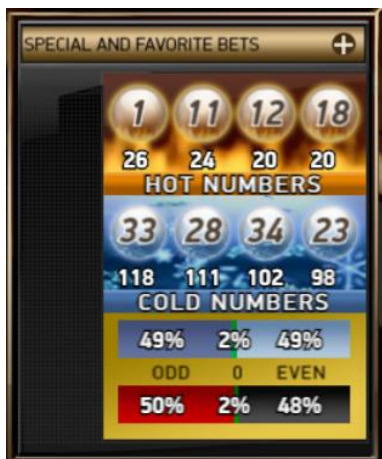 SPECIAL AND FAVORITE BETS
1 11 12 18
26 24 20 20
HOT NUMBERS
33 28 34 23
118 111 102 98
COLD NUMBERS
49% 2% 49%
ODD 0 EVEN
50% 2% 48%